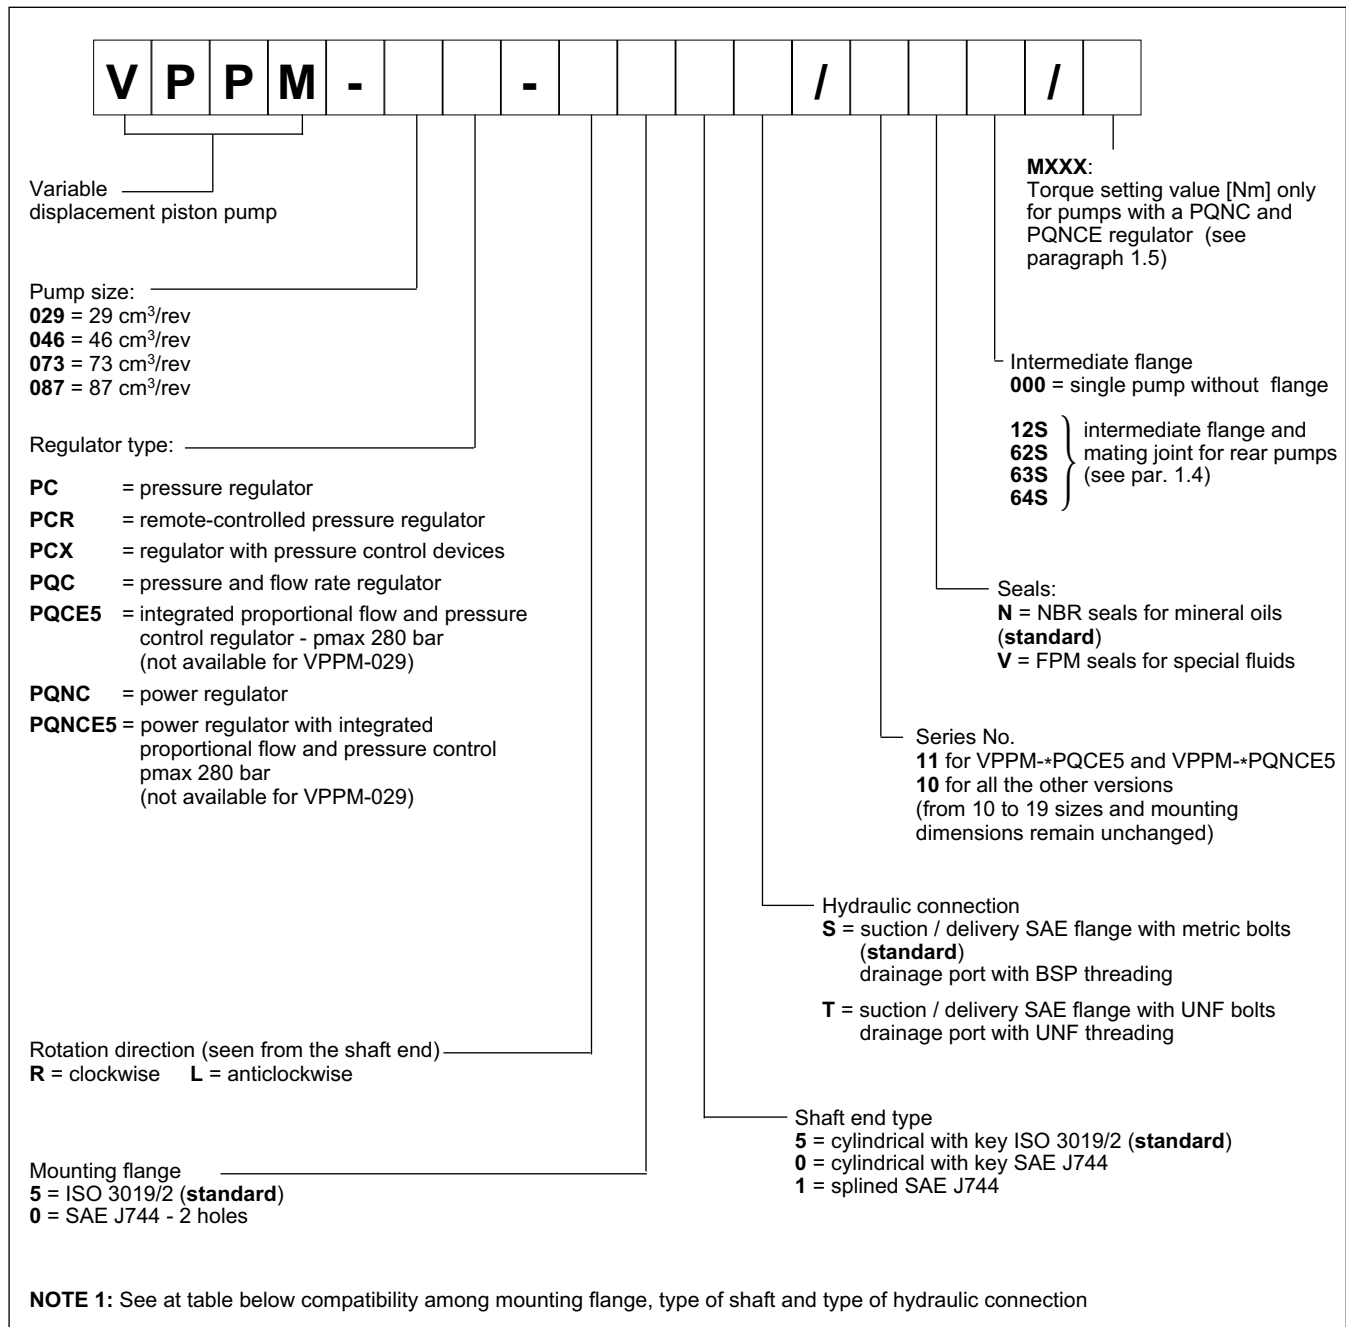 V P P M - - / /
Variable
displacement piston pump
Pump size:
029 = 29 cm³/rev
046 = 46 cm³/rev
073 = 73 cm³/rev
087 = 87 cm³/rev
Regulator type:
PC = pressure regulator
PCR = remote-controlled pressure regulator
PCX = regulator with pressure control devices
PQC = pressure and flow rate regulator
PQCE5 = integrated proportional flow and pressure
control regulator - pmax 280 bar
(not available for VPPM-029)
PQNC = power regulator
PQNCE5 = power regulator with integrated
proportional flow and pressure control
pmax 280 bar
(not available for VPPM-029)
Rotation direction (seen from the shaft end)
R = clockwise L = anticlockwise
Mounting flange
5 = ISO 3019/2 (standard)
0 = SAE J744 - 2 holes
MXXX:
Torque setting value [Nm] only
for pumps with a PQNC and
PQNCE regulator (see
paragraph 1.5)
Intermediate flange
000 = single pump without flange
12S
62S
63S
64S
intermediate flange and
mating joint for rear pumps
(see par. 1.4)
Seals:
N = NBR seals for mineral oils
(standard)
V = FPM seals for special fluids
Series No.
11 for VPPM-*PQCE5 and VPPM-*PQNCE5
10 for all the other versions
(from 10 to 19 sizes and mounting
dimensions remain unchanged)
Hydraulic connection
S = suction / delivery SAE flange with metric bolts
(standard)
drainage port with BSP threading
T = suction / delivery SAE flange with UNF bolts
drainage port with UNF threading
Shaft end type
5 = cylindrical with key ISO 3019/2 (standard)
0 = cylindrical with key SAE J744
1 = splined SAE J744
NOTE 1: See at table below compatibility among mounting flange, type of shaft and type of hydraulic connection